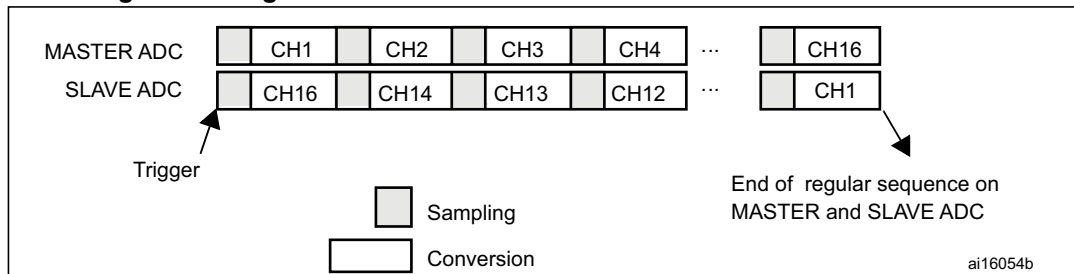 MASTER ADC CH1 CH2 CH3 CH4 ... CH16
SLAVE ADC CH16 CH14 CH13 CH12 ... CH1
Trigger
End of regular sequence on
MASTER and SLAVE ADC
Sampling
Conversion
ai16054b